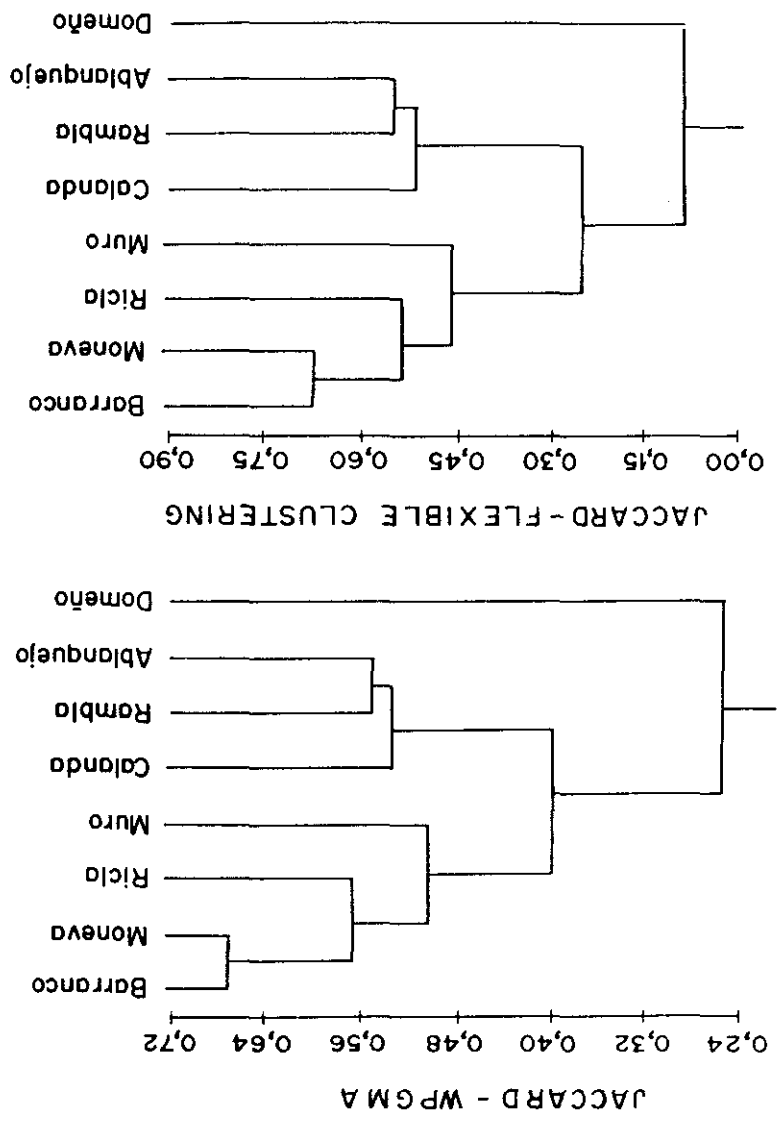 JACCARD - WPGMA
0,24 0,32 0,40 0,48 0,56 0,64 0,72
Barranco
Moneva
Ricla
Muro
Calanda
Rambla
Ablanquejo
Domeño
JACCARD - FLEXIBLE CLUSTERING
0,00 0,15 0,30 0,45 0,60 0,75 0,90
Barranco
Moneva
Ricla
Muro
Calanda
Rambla
Ablanquejo
Domeño